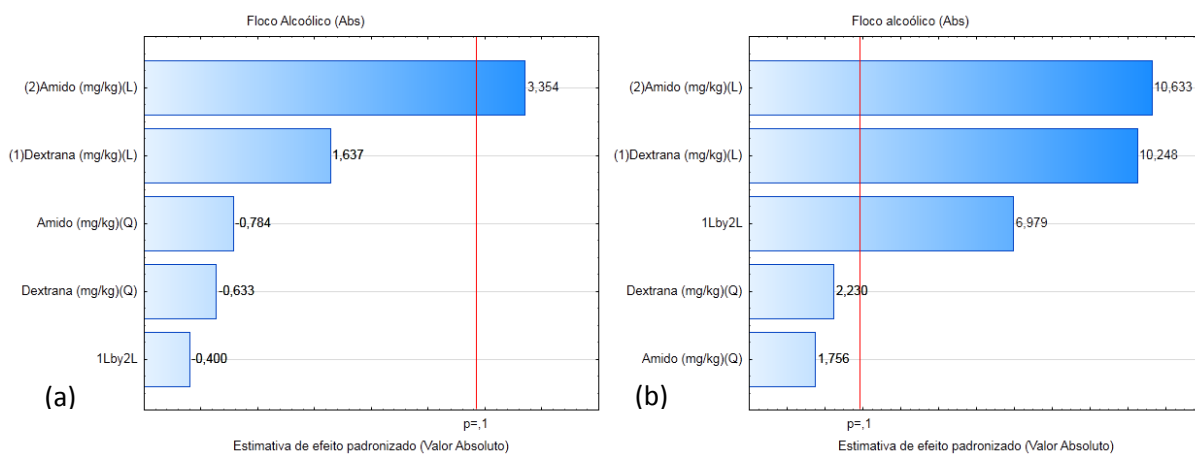 Floco Alcoólico (Abs)
(2)Amido (mg/kg)(L)
3,354
(1)Dextrana (mg/kg)(L)
1,637
Amido (mg/kg)(Q)
-0,784
Dextrana (mg/kg)(Q)
-0,633
1Lby2L
-0,400
(a)
p=,1
Estimativa de efeito padronizado (Valor Absoluto)
Floco alcoólico (Abs)
(2)Amido (mg/kg)(L)
10,633
(1)Dextrana (mg/kg)(L)
10,248
1Lby2L
6,979
Dextrana (mg/kg)(Q)
2,230
Amido (mg/kg)(Q)
1,756
(b)
p=,1
Estimativa de efeito padronizado (Valor Absoluto)